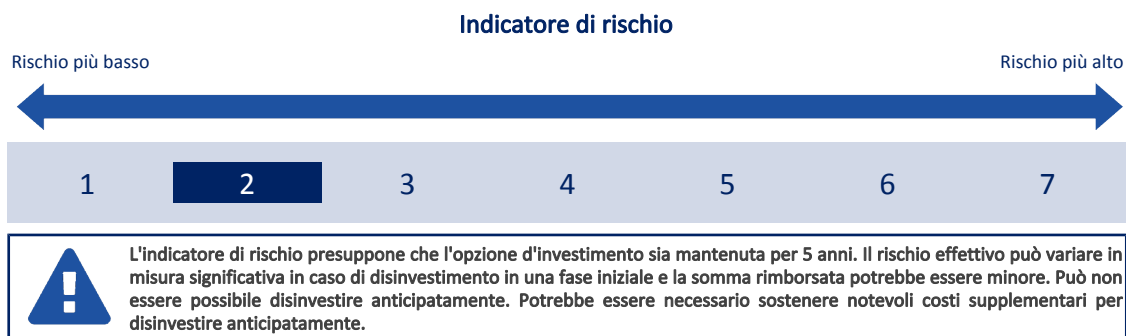 Indicatore di rischio
Rischio più basso
Rischio più alto
1 2 3 4 5 6 7
L'indicatore di rischio presuppone che l'opzione d'investimento sia mantenuta per 5 anni. Il rischio effettivo può variare in
misura significativa in caso di disinvestimento in una fase iniziale e la somma rimborsata potrebbe essere minore. Può non
essere possibile disinvestire anticipatamente. Potrebbe essere necessario sostenere notevoli costi supplementari per
disinvestire anticipatamente.